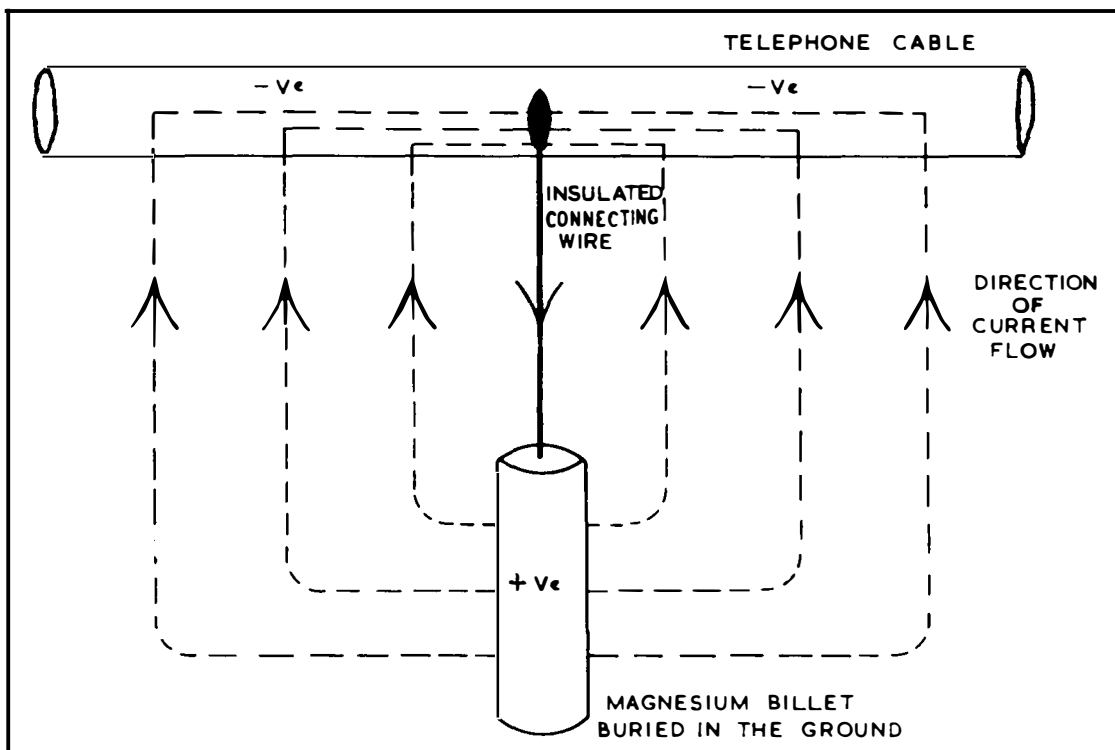 TELEPHONE CABLE
- Ve
- Ve
INSULATED
CONNECTING
WIRE
DIRECTION
OF
CURRENT
FLOW
+ Ve
MAGNESIUM BILLET
BURIED IN THE GROUND